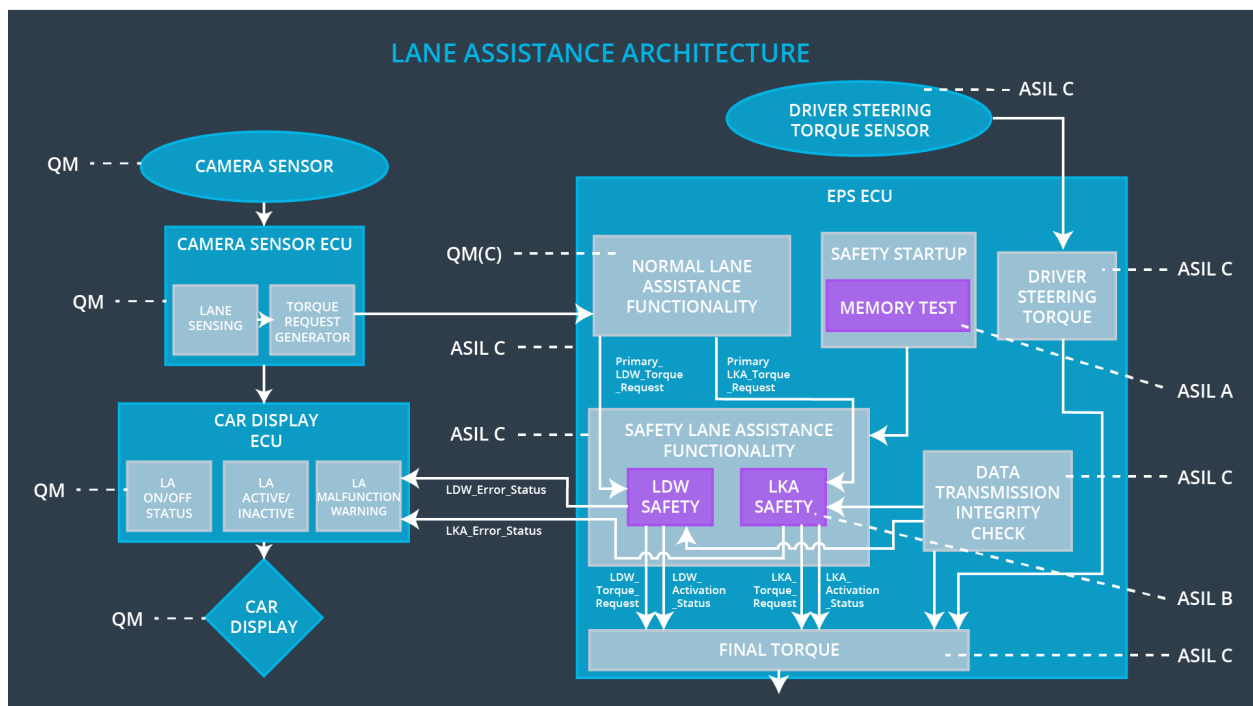 LANE ASSISTANCE ARCHITECTURE
ASIL C
DRIVER STEERING
TORQUE SENSOR
QM
CAMERA SENSOR
EPS ECU
CAMERA SENSOR ECU
QM(C)
NORMAL LANE
ASSISTANCE
FUNCTIONALITY
SAFETY STARTUP
MEMORY TEST
DRIVER
STEERING
TORQUE
ASIL C
QM
LANE
SENSING
TORQUE
REQUEST
GENERATOR
ASIL C
Primary_
LDW_Torque
_Request
Primary
LKA_Torque
_Request
ASIL A
CAR DISPLAY
ECU
ASIL C
SAFETY LANE ASSISTANCE
FUNCTIONALITY
QM
LA
ON/OFF
STATUS
LA
ACTIVE/
INACTIVE
LA
MALFUNCTION
WARNING
LDW_Error_Status
LKA_Error_Status
LDW
SAFETY
LKA
SAFETY
DATA
TRANSMISSION
INTEGRITY
CHECK
ASIL C
LDW_
Torque_
Request
LDW_
Activation
_Status
LKA_
Torque_
Request
LKA_
Activation
_Status
ASIL B
QM
CAR
DISPLAY
FINAL TORQUE
ASIL C